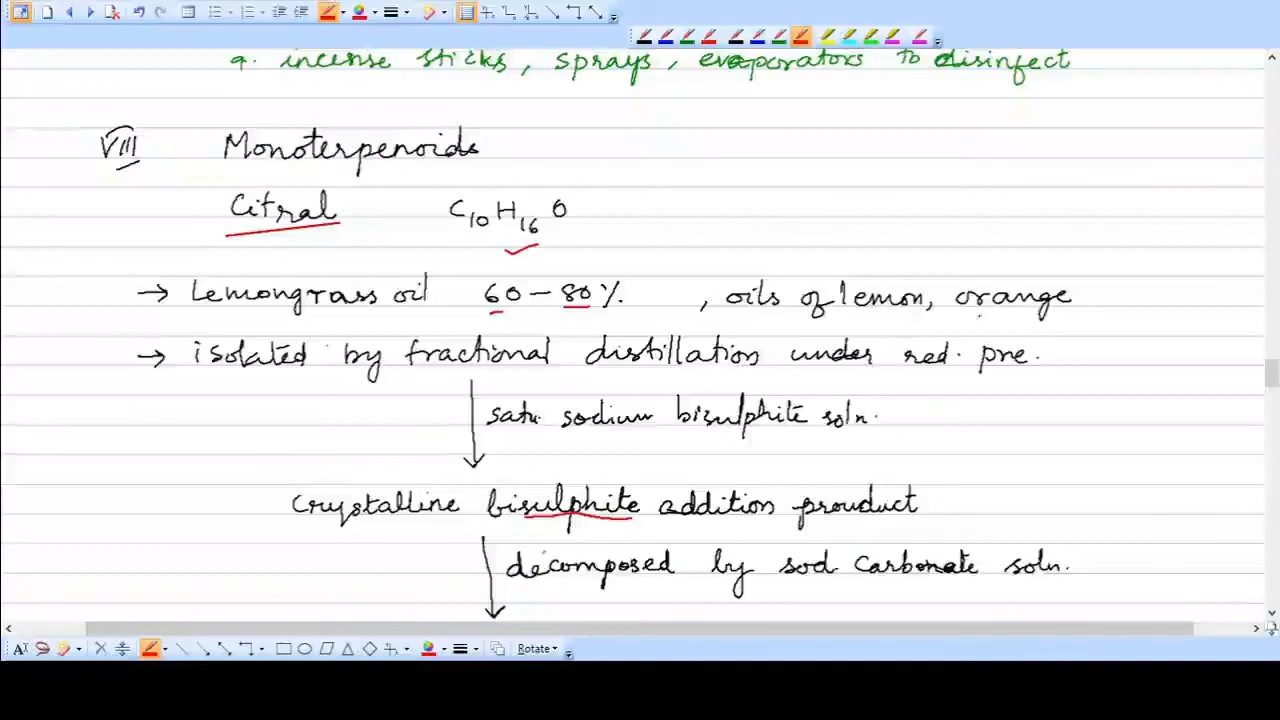 9. incense sticks, sprays, evaporators to disinfect
VIII Monoterpenoids
Citral C10H16O
→ Lemongrass oil 60-80%. , oils of lemon, orange
→ isolated by fractional distillation under red. pre.
satu. sodium bisulphite soln.
Crystalline bisulphite addition prouduct
decomposed by sod. Carbonate soln.
Rotate